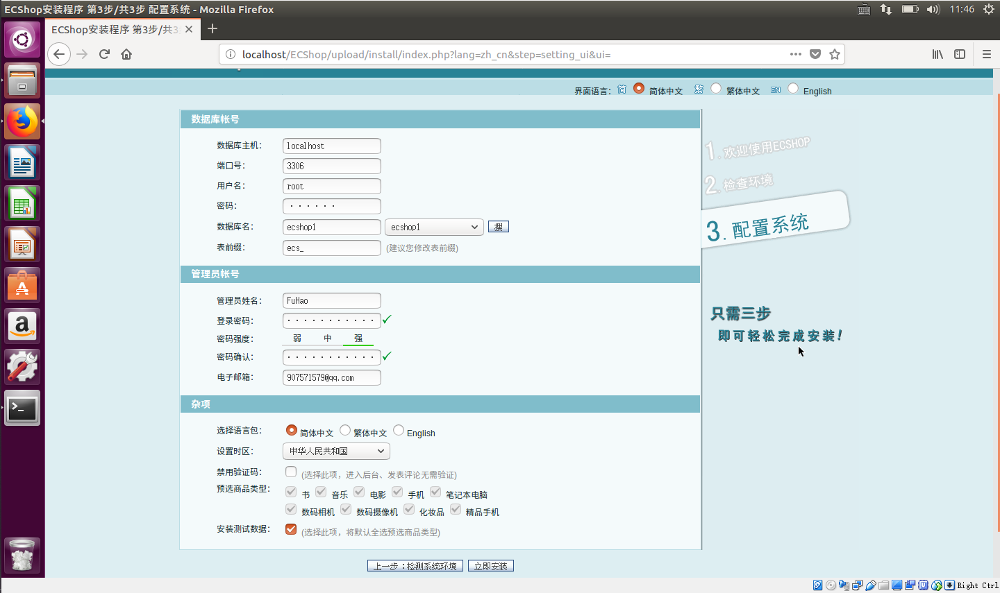 ECShop安装程序 第3步/共3步 配置系统 - Mozilla Firefox
11:46
ECShop安装程序 第3步/共3
localhost/ECShop/upload/install/index.php?lang=zh_cn&step=setting_ui&ui=
界面语言： 简 简体中文 繁 繁体中文 EN English
数据库帐号
数据库主机： localhost
端口号： 3306
用户名： root
密码： ······
数据库名： ecshop1 ecshop1 搜
表前缀： ecs_ (建议您修改表前缀)
管理员帐号
管理员姓名： FuHao
登录密码： ···········
密码强度： 弱 中 强
密码确认： ···········
电子邮箱： 907571579@qq.com
杂项
选择语言包： 简体中文 繁体中文 English
设置时区： 中华人民共和国
禁用验证码： (选择此项，进入后台、发表评论无需验证)
预选商品类型： 书 音乐 电影 手机 笔记本电脑
数码相机 数码摄像机 化妆品 精品手机
安装测试数据： (选择此项，将默认全选预选商品类型)
上一步：检测系统环境 立即安装
1. 欢迎使用ECSHOP
2. 检查环境
3. 配置系统
只需三步
即可轻松完成安装！
Right Ctrl